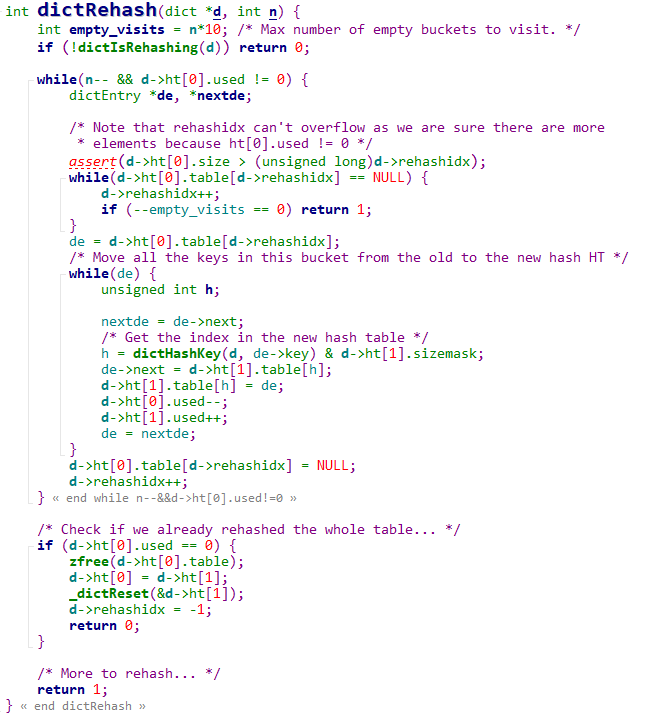 int dictRehash(dict *d, int n) {
    int empty_visits = n*10; /* Max number of empty buckets to visit. */
    if (!dictIsRehashing(d)) return 0;

    while(n-- && d->ht[0].used != 0) {
        dictEntry *de, *nextde;

        /* Note that rehashidx can't overflow as we are sure there are more
         * elements because ht[0].used != 0 */
        assert(d->ht[0].size > (unsigned long)d->rehashidx);
        while(d->ht[0].table[d->rehashidx] == NULL) {
            d->rehashidx++;
            if (--empty_visits == 0) return 1;
        }
        de = d->ht[0].table[d->rehashidx];
        /* Move all the keys in this bucket from the old to the new hash HT */
        while(de) {
            unsigned int h;

            nextde = de->next;
            /* Get the index in the new hash table */
            h = dictHashKey(d, de->key) & d->ht[1].sizemask;
            de->next = d->ht[1].table[h];
            d->ht[1].table[h] = de;
            d->ht[0].used--;
            d->ht[1].used++;
            de = nextde;
        }
        d->ht[0].table[d->rehashidx] = NULL;
        d->rehashidx++;
    } « end while n--&&d->ht[0].used!=0 »

    /* Check if we already rehashed the whole table... */
    if (d->ht[0].used == 0) {
        zfree(d->ht[0].table);
        d->ht[0] = d->ht[1];
        _dictReset(&d->ht[1]);
        d->rehashidx = -1;
        return 0;
    }

    /* More to rehash... */
    return 1;
} « end dictRehash »